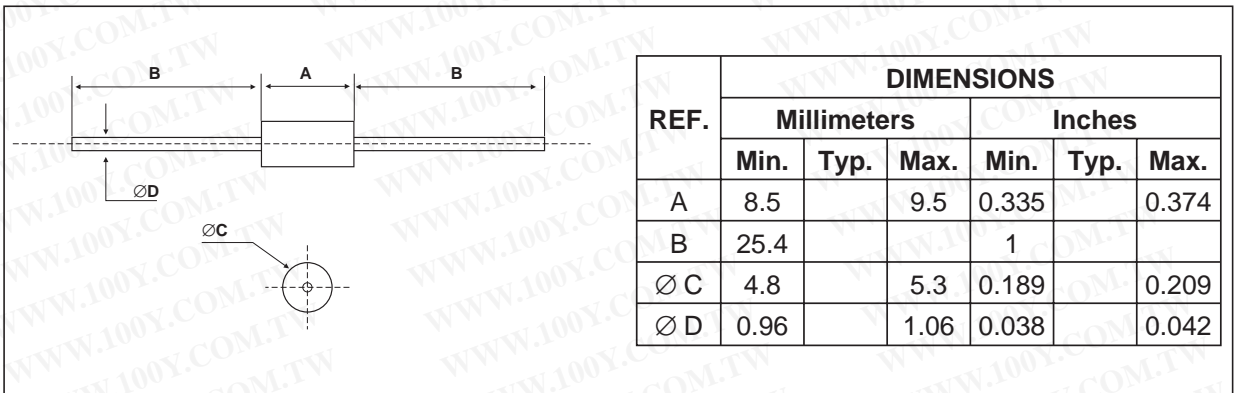 B A B
∅D
∅C
DIMENSIONS
REF. Millimeters Inches
Min. Typ. Max. Min. Typ. Max.
A 8.5 9.5 0.335 0.374
B 25.4 1
∅ C 4.8 5.3 0.189 0.209
∅ D 0.96 1.06 0.038 0.042
WWW.100Y.COM.TW